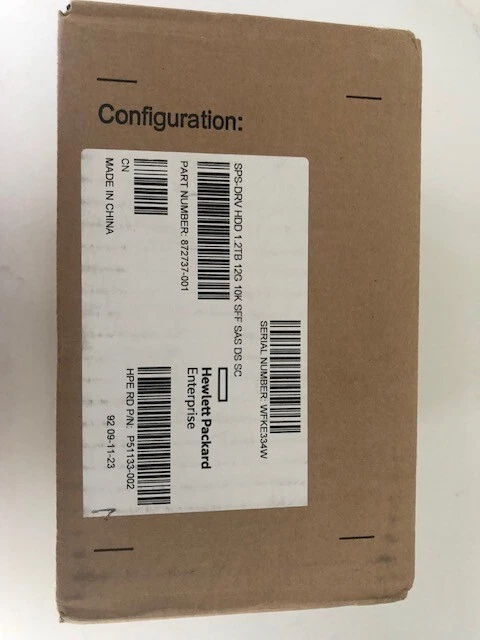 Configuration:
SPS-DRV HDD 1.2TB 12G 10K SFF SAS DS SC
SERIAL NUMBER: WFKE334W
PART NUMBER: 872737-001
CN
MADE IN CHINA
Hewlett Packard
Enterprise
HPE RD P/N: P51133-002
92 09-11-23